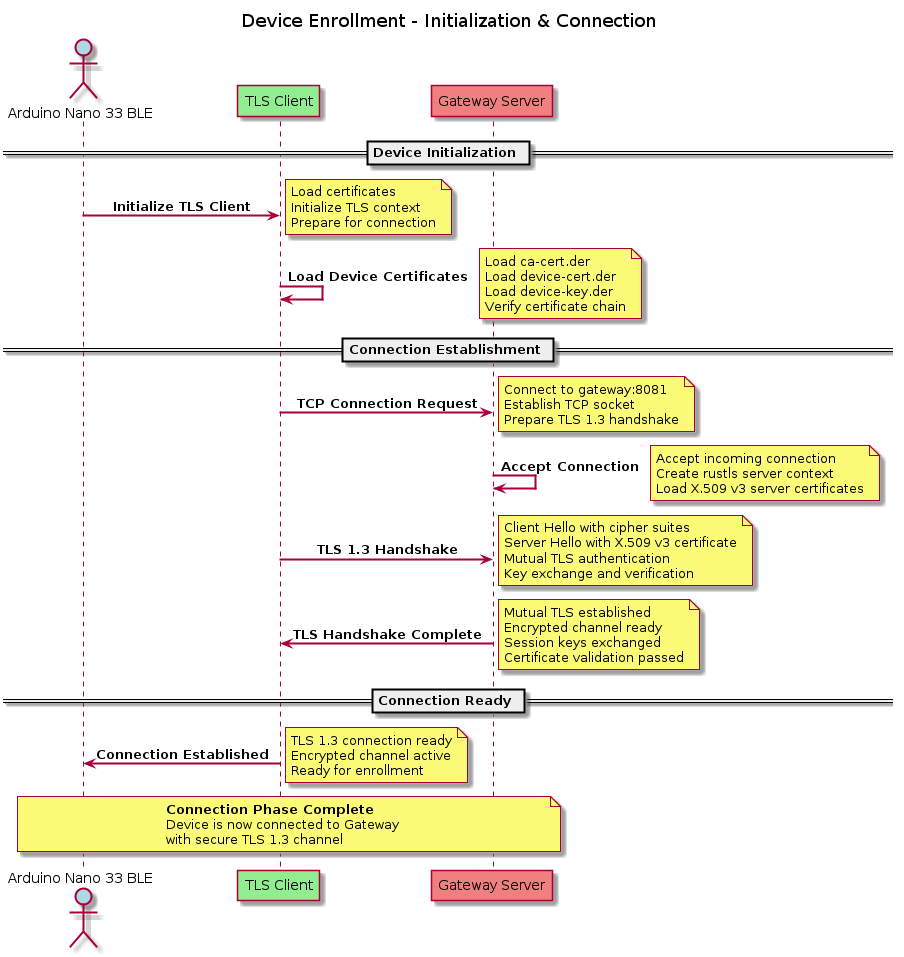 Device Enrollment - Initialization & Connection
Arduino Nano 33 BLE
TLS Client
Gateway Server
Device Initialization
Initialize TLS Client
Load certificates
Initialize TLS context
Prepare for connection
Load Device Certificates
Load ca-cert.der
Load device-cert.der
Load device-key.der
Verify certificate chain
Connection Establishment
TCP Connection Request
Connect to gateway:8081
Establish TCP socket
Prepare TLS 1.3 handshake
Accept Connection
Accept incoming connection
Create rustls server context
Load X.509 v3 server certificates
TLS 1.3 Handshake
Client Hello with cipher suites
Server Hello with X.509 v3 certificate
Mutual TLS authentication
Key exchange and verification
TLS Handshake Complete
Mutual TLS established
Encrypted channel ready
Session keys exchanged
Certificate validation passed
Connection Ready
Connection Established
TLS 1.3 connection ready
Encrypted channel active
Ready for enrollment
Connection Phase Complete
Device is now connected to Gateway
with secure TLS 1.3 channel
Arduino Nano 33 BLE
TLS Client
Gateway Server